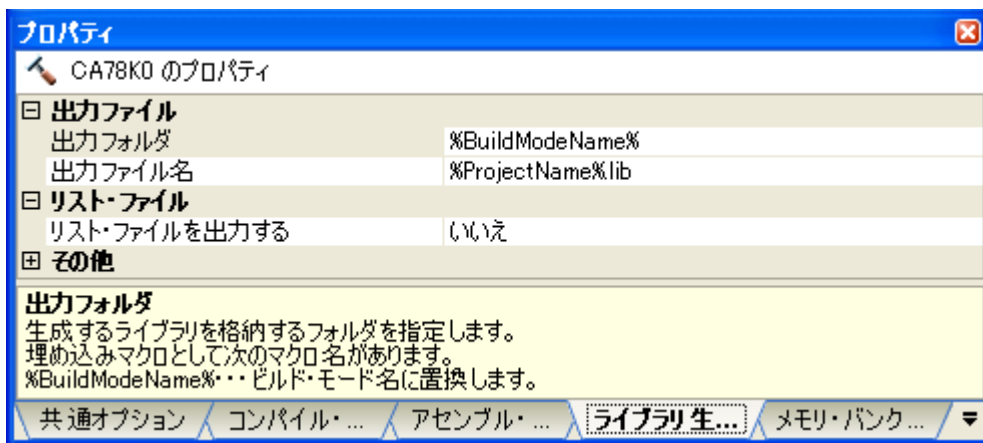 プロパティ
CA78K0 のプロパティ
出力ファイル
出力フォルダ %BuildModeName%
出力ファイル名 %ProjectName%.lib
リスト・ファイル
リスト・ファイルを出力する いいえ
その他
出力フォルダ
生成するライブラリを格納するフォルダを指定します。
埋め込みマクロとして次のマクロ名があります。
%BuildModeName%・・・ビルド・モード名に置換します。
共通オプション コンパイル・ ... アセンブル・ ... ライブラリ生... メモリ・バンク ...